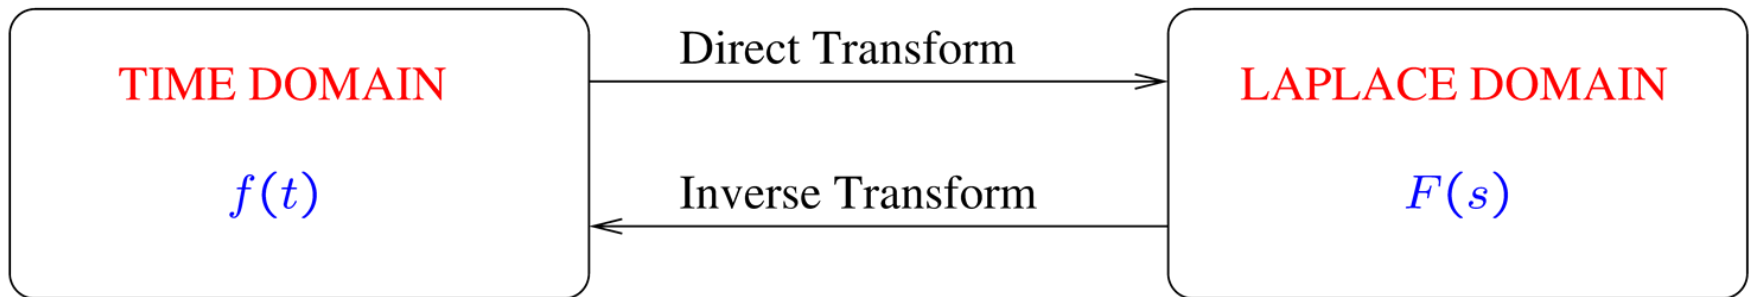 Direct Transform
TIME DOMAIN
LAPLACE DOMAIN
f(t)
Inverse Transform
F(s)